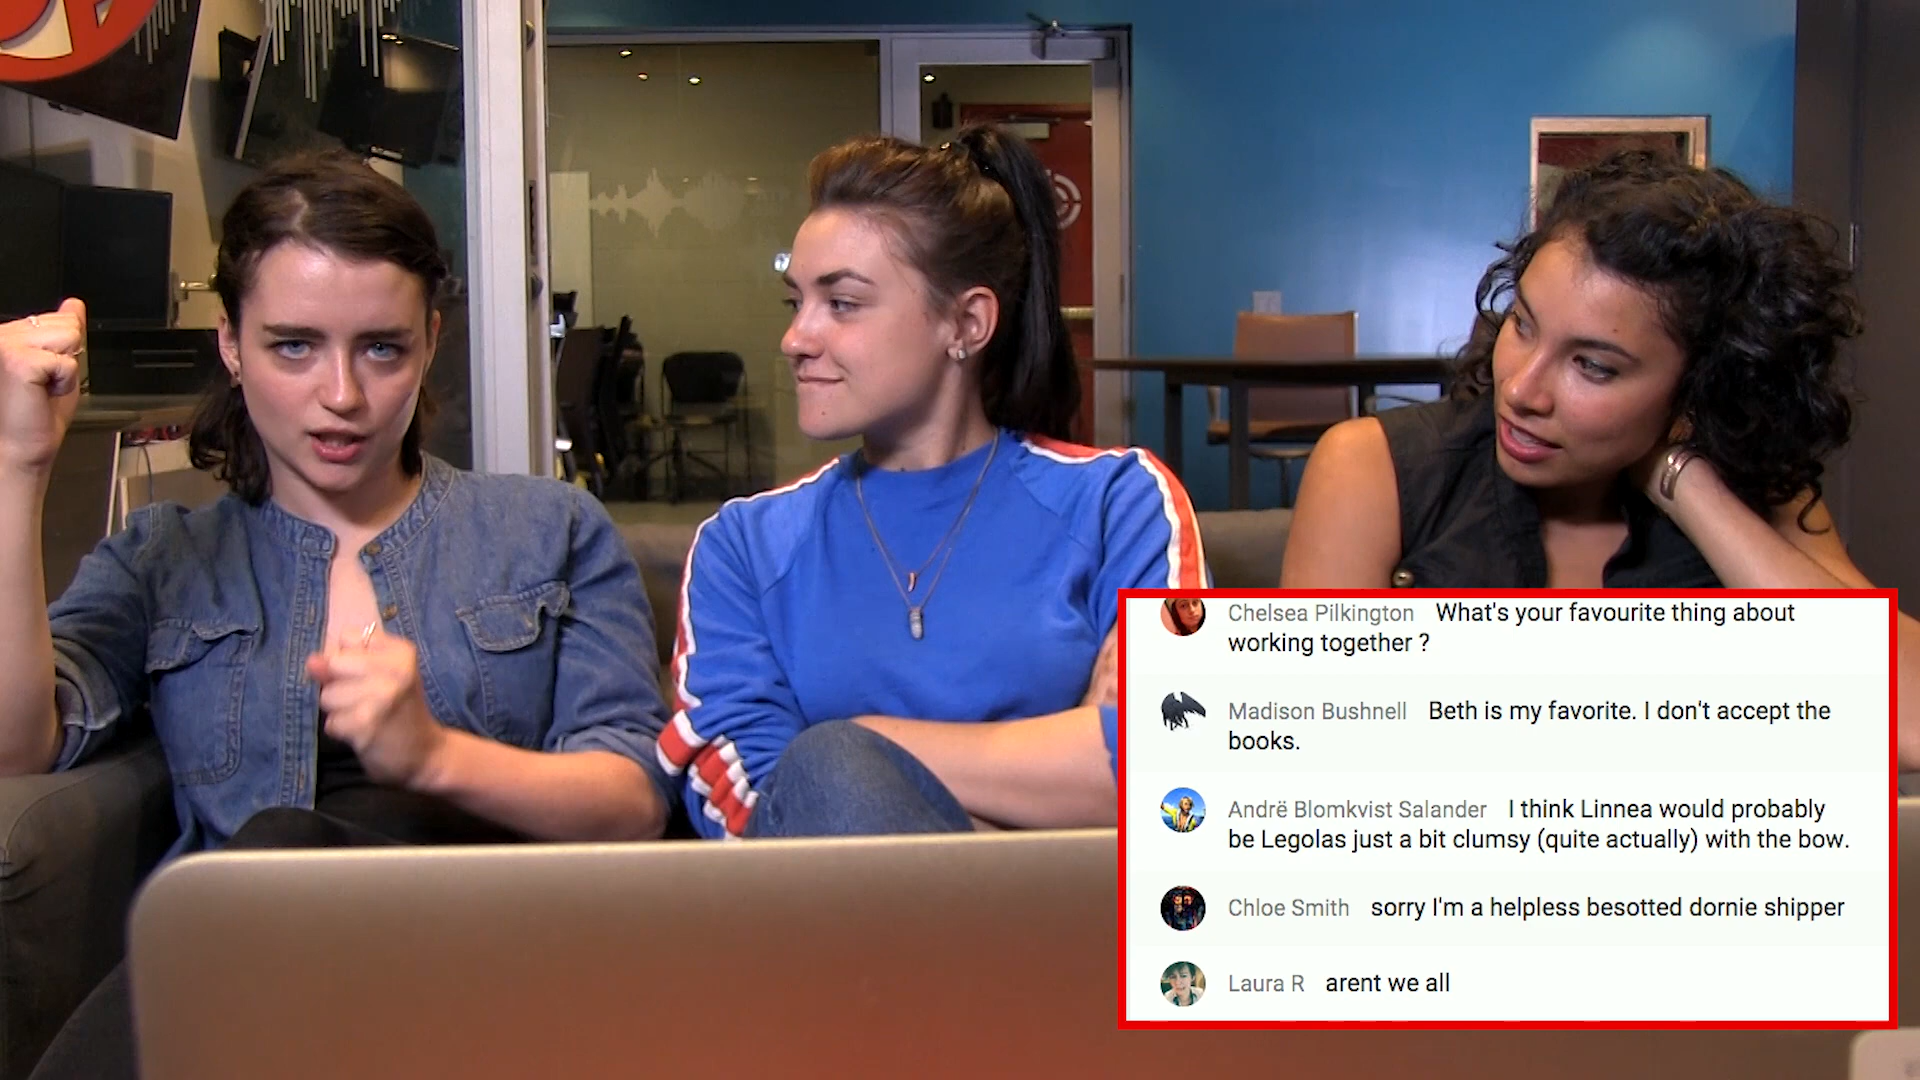 Chelsea Pilkington What's your favourite thing about
working together ?
Madison Bushnell Beth is my favorite. I don't accept the
books.
Andrë Blomkvist Salander I think Linnea would probably
be Legolas just a bit clumsy (quite actually) with the bow.
Chloe Smith sorry I'm a helpless besotted dornie shipper
Laura R arent we all